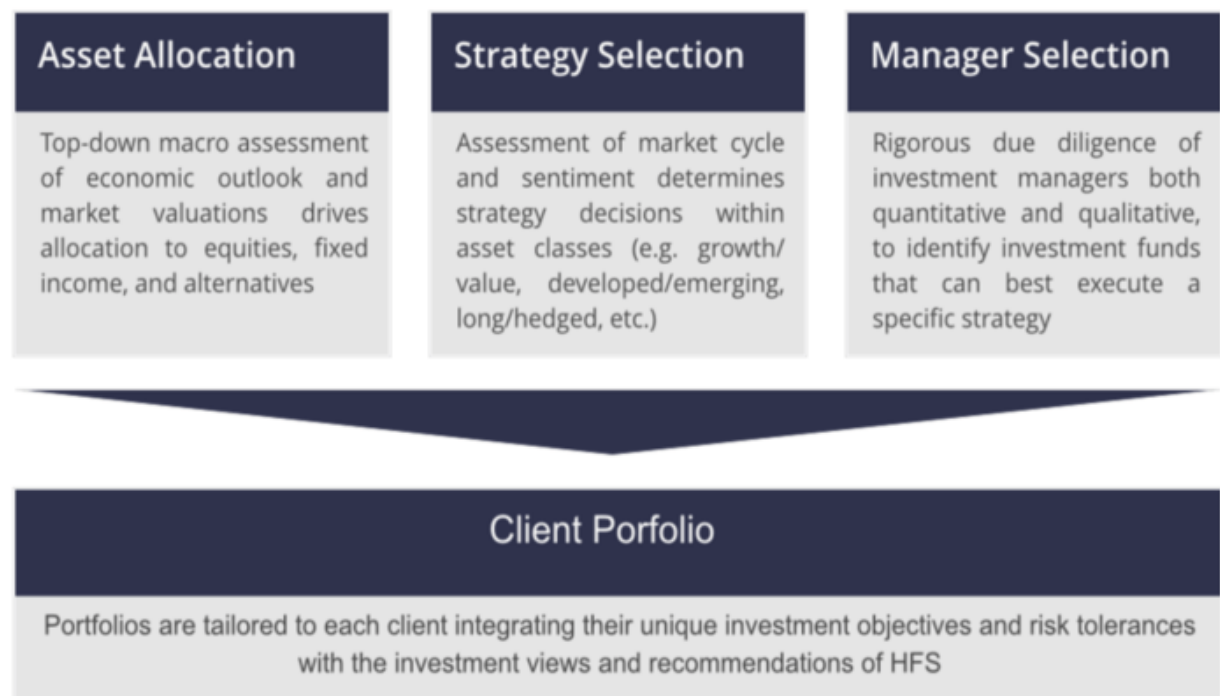 Asset Allocation
Top-down macro assessment
of economic outlook and
market valuations drives
allocation to equities, fixed
income, and alternatives
Strategy Selection
Assessment of market cycle
and sentiment determines
strategy decisions within
asset classes (e.g. growth/
value, developed/emerging,
long/hedged, etc.)
Manager Selection
Rigorous due diligence of
investment managers both
quantitative and qualitative,
to identify investment funds
that can best execute a
specific strategy
Client Porfolio
Portfolios are tailored to each client integrating their unique investment objectives and risk tolerances
with the investment views and recommendations of HFS